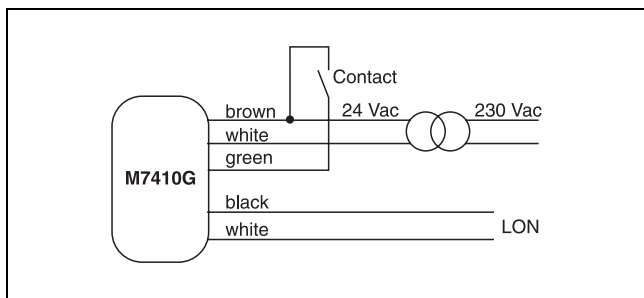 Contact
brown 24 Vac 230 Vac
white
green
M7410G
black
white LON